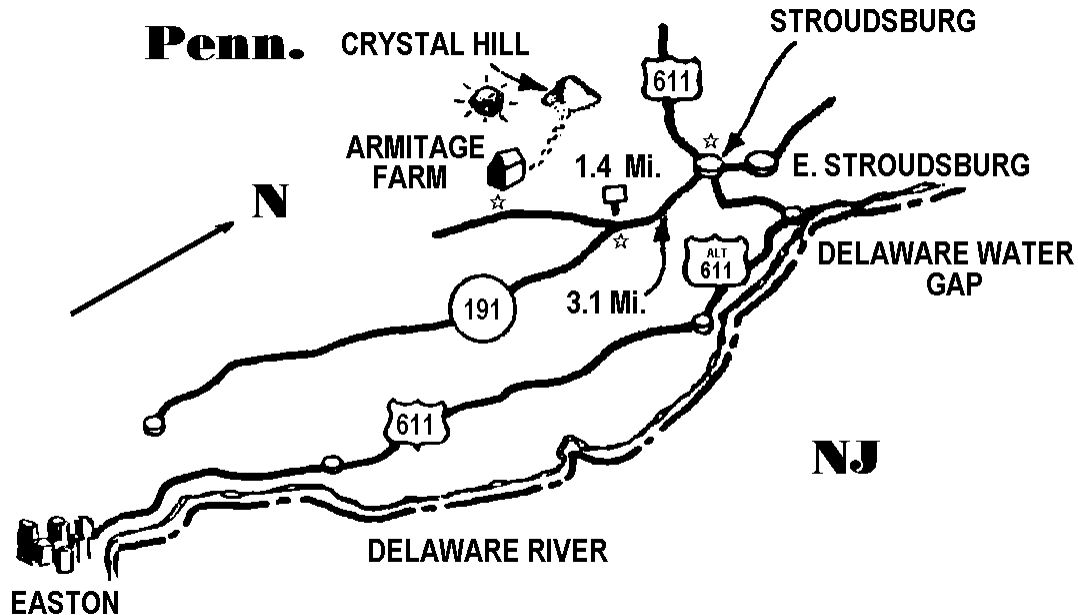 STROUDSBURG
Penn.
CRYSTAL HILL
611
ARMITAGE
FARM
1.4 Mi.
E. STROUDSBURG
N
DELAWARE WATER
GAP
ALT
611
3.1 Mi.
191
611
NJ
DELAWARE RIVER
EASTON